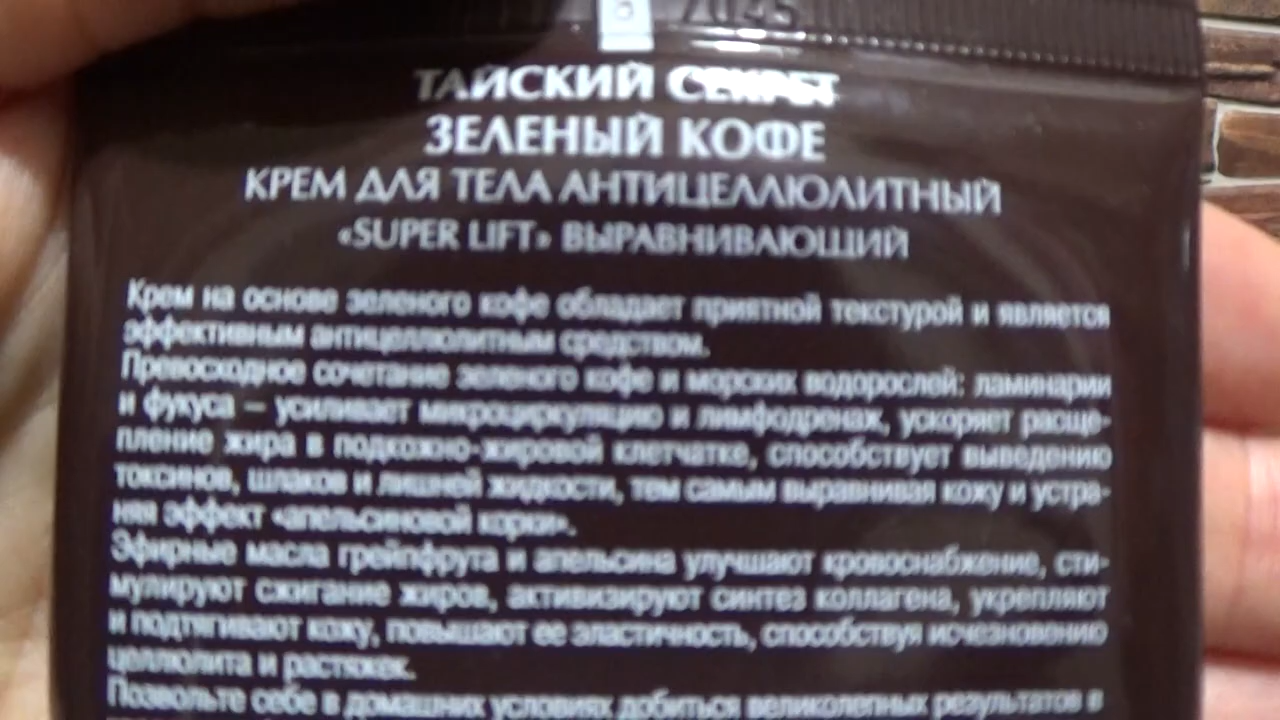 ТАЙСКИЙ СЕКРЕТ
ЗЕЛЕНЫЙ КОФЕ
КРЕМ ДЛЯ ТЕЛА АНТИЦЕЛЛЮЛИТНЫЙ
«SUPER LIFT» ВЫРАВНИВАЮЩИЙ
Крем на основе зеленого кофе обладает приятной текстурой и является
эффективным антицеллюлитным средством.
Превосходное сочетание зеленого кофе и морских водорослей: ламинарии
и фукуса – усиливает микроциркуляцию и лимфодренаж, ускоряет расще-
пление жира в подкожно-жировой клетчатке, способствует выведению
токсинов, шлаков и лишней жидкости, тем самым выравнивая кожу и устра-
няя эффект «апельсиновой корки».
Эфирные масла грейпфрута и апельсина улучшают кровоснабжение, сти-
мулируют сжигание жиров, активизируют синтез коллагена, укрепляют
и подтягивают кожу, повышают ее эластичность, способствуя исчезновению
целлюлита и растяжек.
Позвольте себе в домашних условиях добиться великолепных результатов в